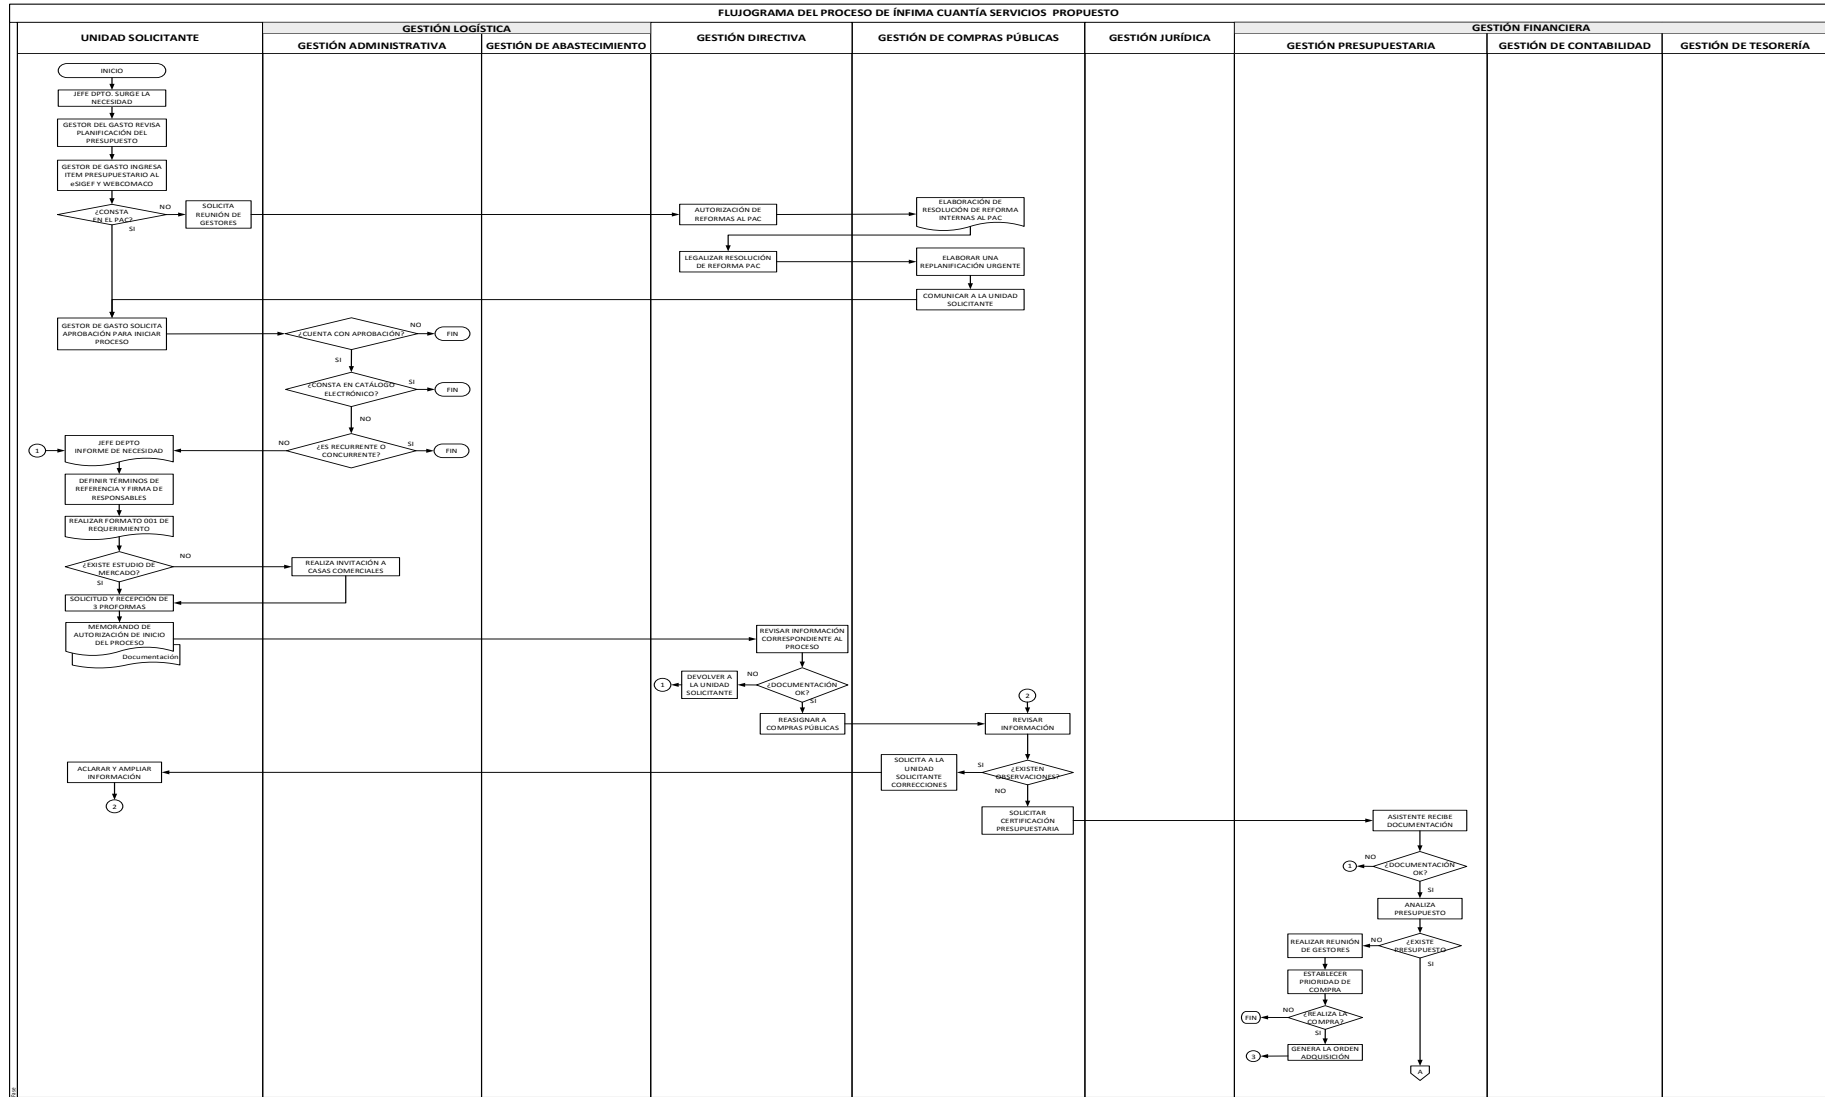 FLUJOGRAMA DEL PROCESO DE ÍNFIMA CUANTÍA SERVICIOS PROPUESTO
UNIDAD SOLICITANTE
GESTIÓN LOGÍSTICA
GESTIÓN ADMINISTRATIVA
GESTIÓN DE ABASTECIMIENTO
GESTIÓN DIRECTIVA
GESTIÓN DE COMPRAS PÚBLICAS
GESTIÓN JURÍDICA
GESTIÓN FINANCIERA
GESTIÓN PRESUPUESTARIA
GESTIÓN DE CONTABILIDAD
GESTIÓN DE TESORERÍA
INICIO
JEFE DPTO. SURGE LA
NECESIDAD
GESTOR DEL GASTO REVISA
PLANIFICACIÓN DEL
PRESUPUESTO
GESTOR DE GASTO INGRESA
ITEM PRESUPUESTARIO AL
eSIGEF Y WEBCOMACO
¿CONSTA
EN EL PAC?
NO
SI
SOLICITA
REUNIÓN DE
GESTORES
AUTORIZACIÓN DE
REFORMAS AL PAC
ELABORACIÓN DE
RESOLUCIÓN DE REFORMA
INTERNAS AL PAC
LEGALIZAR RESOLUCIÓN
DE REFORMA PAC
ELABORAR UNA
REPLANIFICACIÓN URGENTE
COMUNICAR A LA UNIDAD
SOLICITANTE
GESTOR DE GASTO SOLICITA
APROBACIÓN PARA INICIAR
PROCESO
¿CUENTA CON APROBACIÓN?
NO
FIN
SI
¿CONSTA EN CATÁLOGO
ELECTRÓNICO?
SI
FIN
NO
¿ES RECURRENTE O
CONCURRENTE?
NO
SI
FIN
1
JEFE DEPTO
INFORME DE NECESIDAD
DEFINIR TÉRMINOS DE
REFERENCIA Y FIRMA DE
RESPONSABLES
REALIZAR FORMATO 001 DE
REQUERIMIENTO
¿EXISTE ESTUDIO DE
MERCADO?
NO
SI
REALIZA INVITACIÓN A
CASAS COMERCIALES
SOLICITUD Y RECEPCIÓN DE
3 PROFORMAS
MEMORANDO DE
AUTORIZACIÓN DE INICIO
DEL PROCESO
Documentación
REVISAR INFORMACIÓN
CORRESPONDIENTE AL
PROCESO
¿DOCUMENTACIÓN
OK?
NO
SI
DEVOLVER A
LA UNIDAD
SOLICITANTE
1
REASIGNAR A
COMPRAS PÚBLICAS
2
REVISAR
INFORMACIÓN
¿EXISTEN
OBSERVACIONES?
SI
NO
SOLICITA A LA
UNIDAD
SOLICITANTE
CORRECCIONES
ACLARAR Y AMPLIAR
INFORMACIÓN
2
SOLICITAR
CERTIFICACIÓN
PRESUPUESTARIA
ASISTENTE RECIBE
DOCUMENTACIÓN
¿DOCUMENTACIÓN
OK?
NO
1
SI
ANALIZA
PRESUPUESTO
¿EXISTE
PRESUPUESTO
NO
SI
REALIZAR REUNIÓN
DE GESTORES
ESTABLECER
PRIORIDAD DE
COMPRA
¿REALIZA LA
COMPRA?
NO
FIN
SI
GENERA LA ORDEN
ADQUISICIÓN
3
A